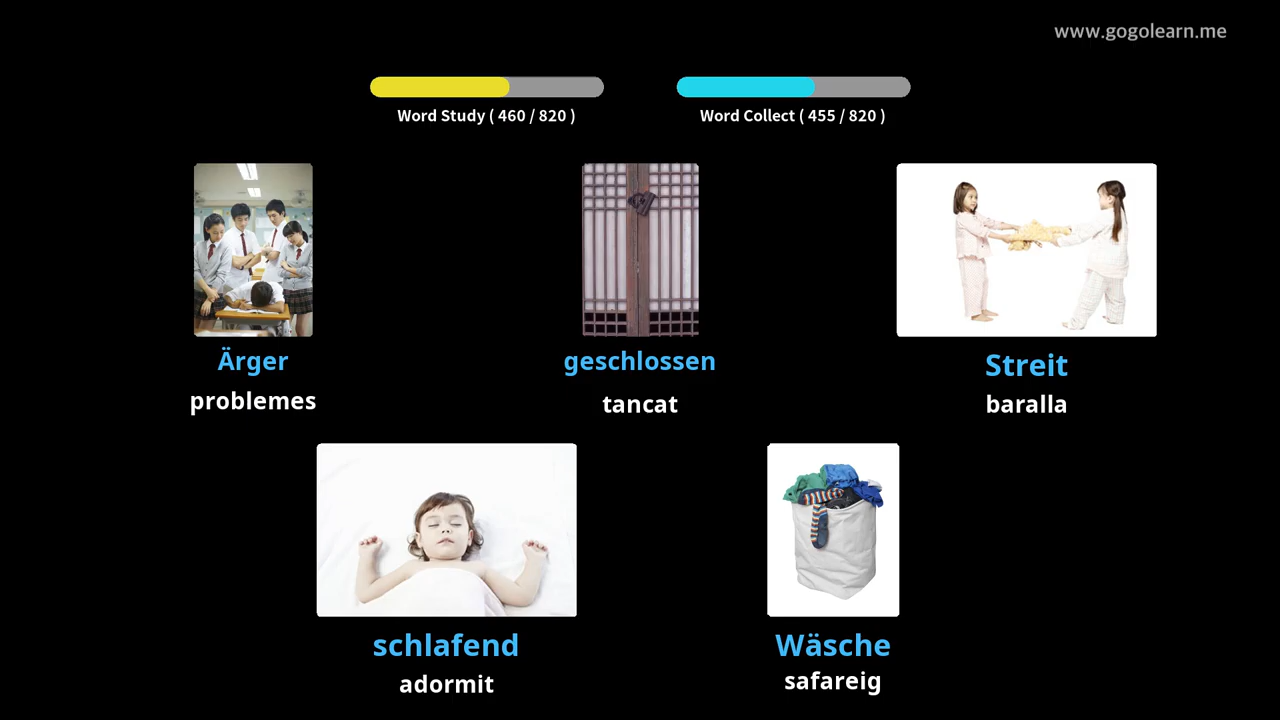 www.gogolearn.me
Word Study ( 460 / 820 )
Word Collect ( 455 / 820 )
Ärger
problemes
geschlossen
tancat
Streit
baralla
schlafend
adormit
Wäsche
safareig